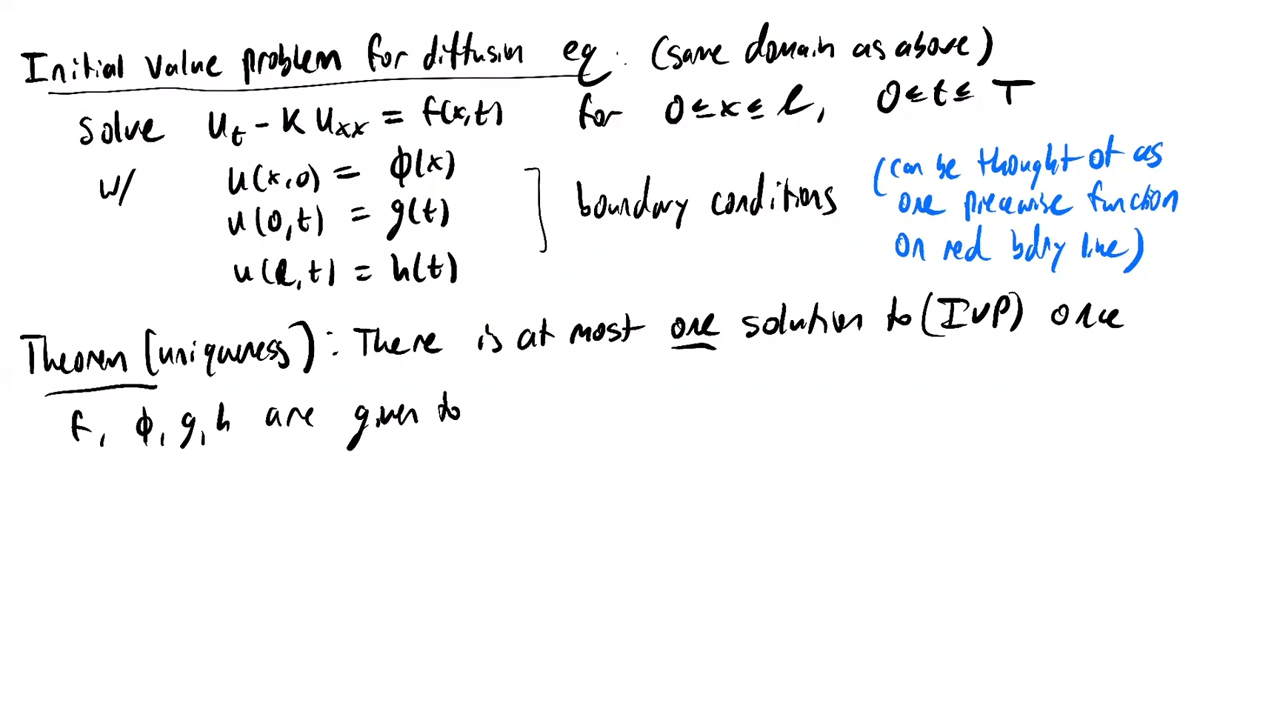 Initial value problem for diffusion eq. (same domain as above)
solve u_t - K u_xx = f(x,t) for 0 ≤ x ≤ l, 0 ≤ t ≤ T
w/ u(x,0) = ϕ(x)
u(0,t) = g(t)
u(l,t) = h(t)
boundary conditions
(can be thought of as
one piecewise function
on red bdry line)
Theorem (uniqueness): There is at most one solution to (IVP) once
f, ϕ, g, h are given to